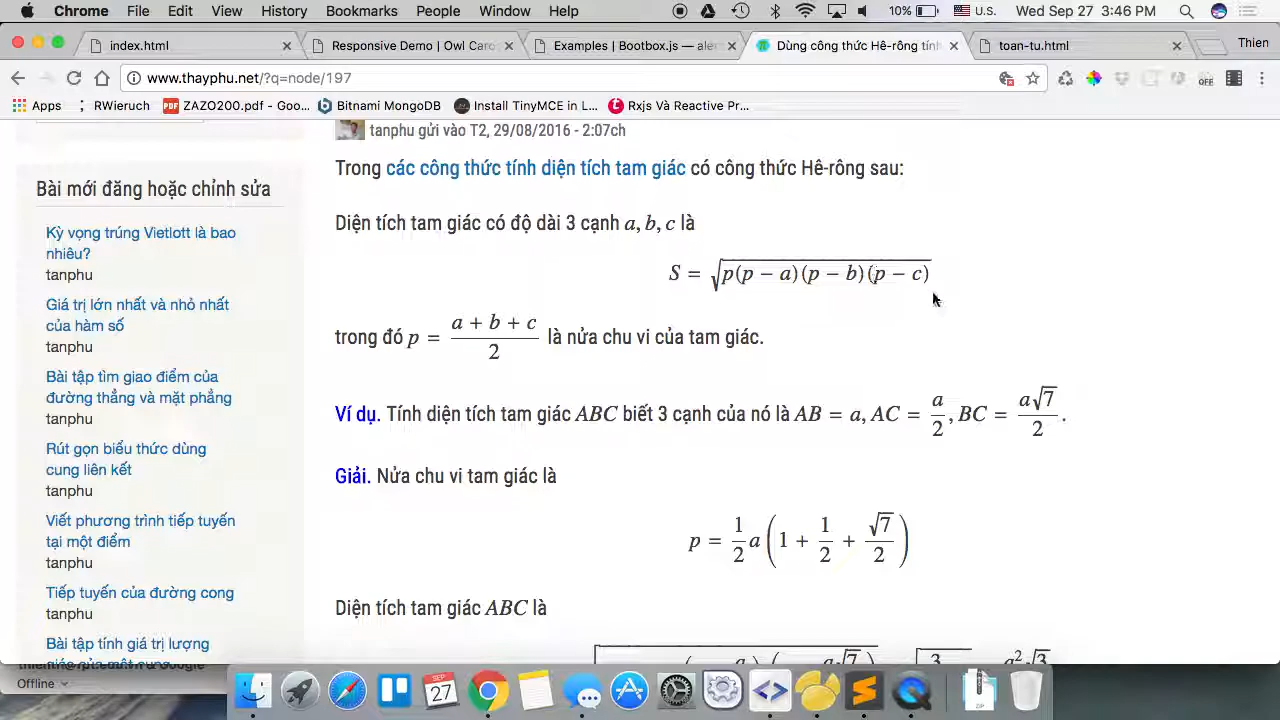 Chrome File Edit View History Bookmarks People Window Help 10% U.S. Wed Sep 27 3:46 PM
index.html Responsive Demo | Owl Caro Examples | Bootbox.js — aler Dùng công thức Hê-rông tính toan-tu.html Thien
www.thayphu.net/?q=node/197
Apps RWieruch ZAZO200.pdf - Goo... Bitnami MongoDB Install TinyMCE in L... Rxjs Và Reactive Pr...
OFF
tanphu gửi vào T2, 29/08/2016 - 2:07ch
Trong các công thức tính diện tích tam giác có công thức Hê-rông sau:
Diện tích tam giác có độ dài 3 cạnh a, b, c là
S = √(p(p − a)(p − b)(p − c))
trong đó p = (a + b + c)/2 là nửa chu vi của tam giác.
Ví dụ. Tính diện tích tam giác ABC biết 3 cạnh của nó là AB = a, AC = a/2, BC = a√7/2.
Giải. Nửa chu vi tam giác là
p = 1/2 a (1 + 1/2 + √7/2)
Diện tích tam giác ABC là
Bài mới đăng hoặc chỉnh sửa
Kỳ vọng trúng Vietlott là bao
nhiêu?
tanphu
Giá trị lớn nhất và nhỏ nhất
của hàm số
tanphu
Bài tập tìm giao điểm của
đường thẳng và mặt phẳng
tanphu
Rút gọn biểu thức dùng
cung liên kết
tanphu
Viết phương trình tiếp tuyến
tại một điểm
tanphu
Tiếp tuyến của đường cong
tanphu
Bài tập tính giá trị lượng
Offline
SEP
27
ZIP